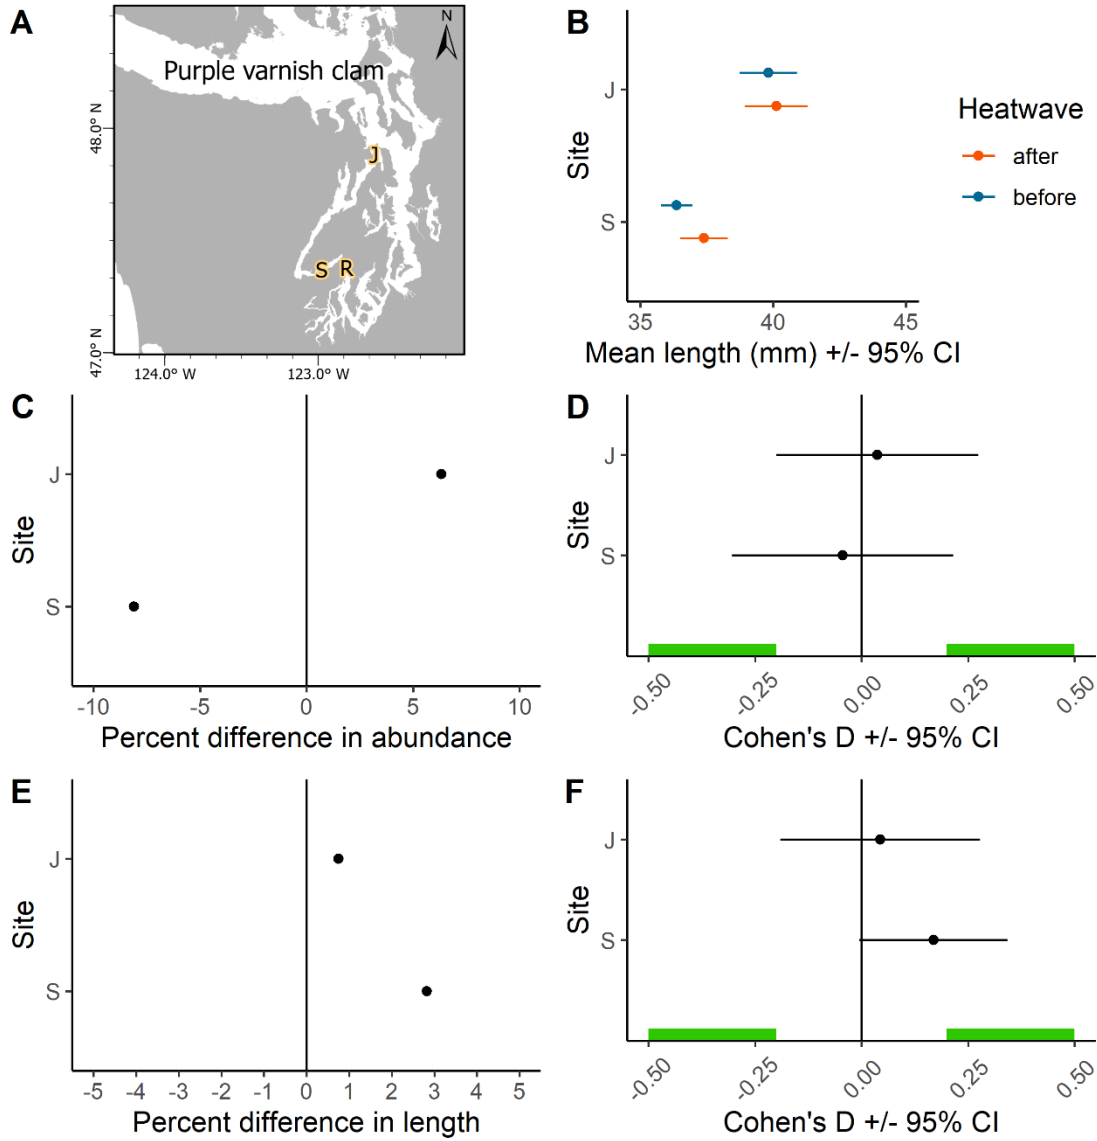 A
N
Purple varnish clam
48.0° N
J
S R
47.0° N
124.0° W
123.0° W
B
J
S
Site
35 40 45
Mean length (mm) +/- 95% CI
Heatwave
after
before
C
J
S
Site
-10 -5 0 5 10
Percent difference in abundance
D
J
S
Site
-0.50 -0.25 0.00 0.25 0.50
Cohen's D +/- 95% CI
E
J
S
Site
-5 -4 -3 -2 -1 0 1 2 3 4 5
Percent difference in length
F
J
S
Site
-0.50 -0.25 0.00 0.25 0.50
Cohen's D +/- 95% CI